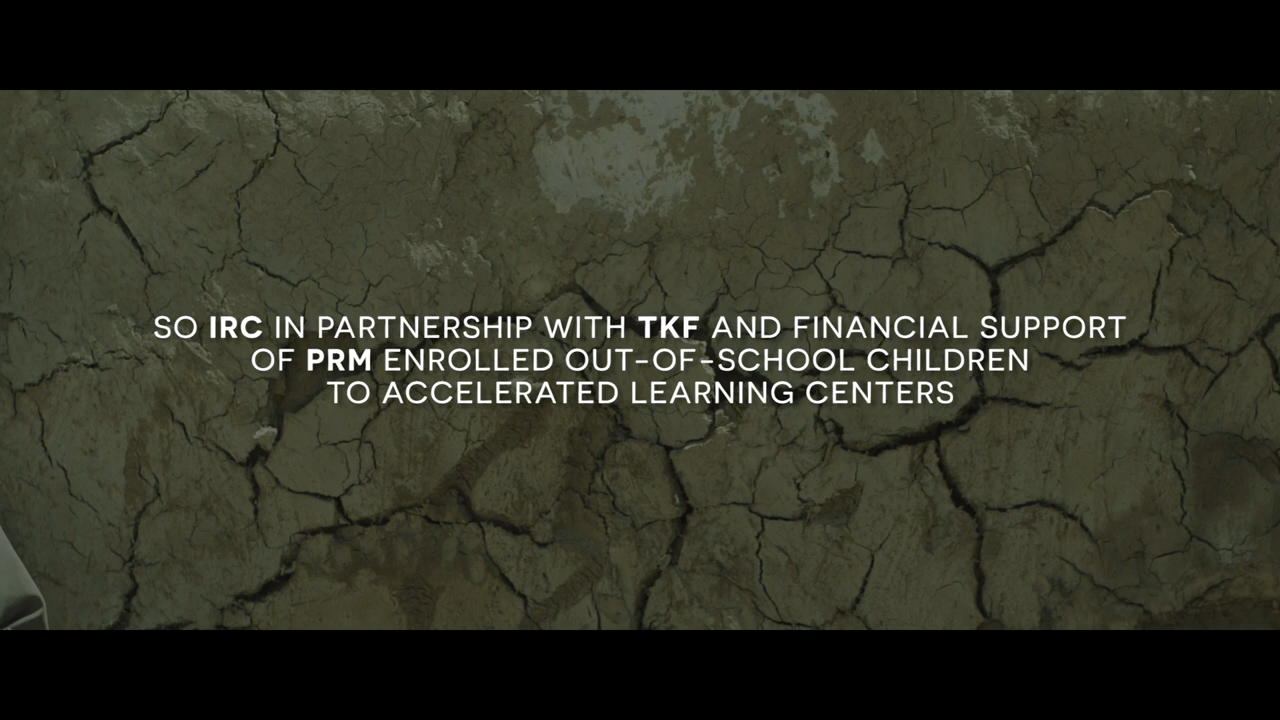 SO IRC IN PARTNERSHIP WITH TKF AND FINANCIAL SUPPORT
OF PRM ENROLLED OUT-OF-SCHOOL CHILDREN
TO ACCELERATED LEARNING CENTERS